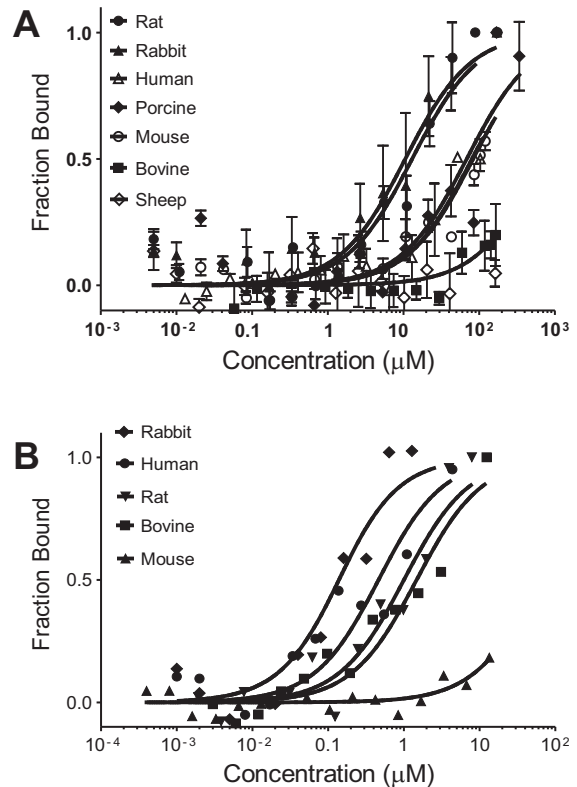 A
Rat
Rabbit
Human
Porcine
Mouse
Bovine
Sheep
Fraction Bound
1.0
0.5
0.0
10⁻³ 10⁻² 0.1 1 10 10² 10³
Concentration (μM)
B
Rabbit
Human
Rat
Bovine
Mouse
Fraction Bound
1.0
0.5
0.0
10⁻⁴ 10⁻³ 10⁻² 0.1 1 10 10²
Concentration (μM)